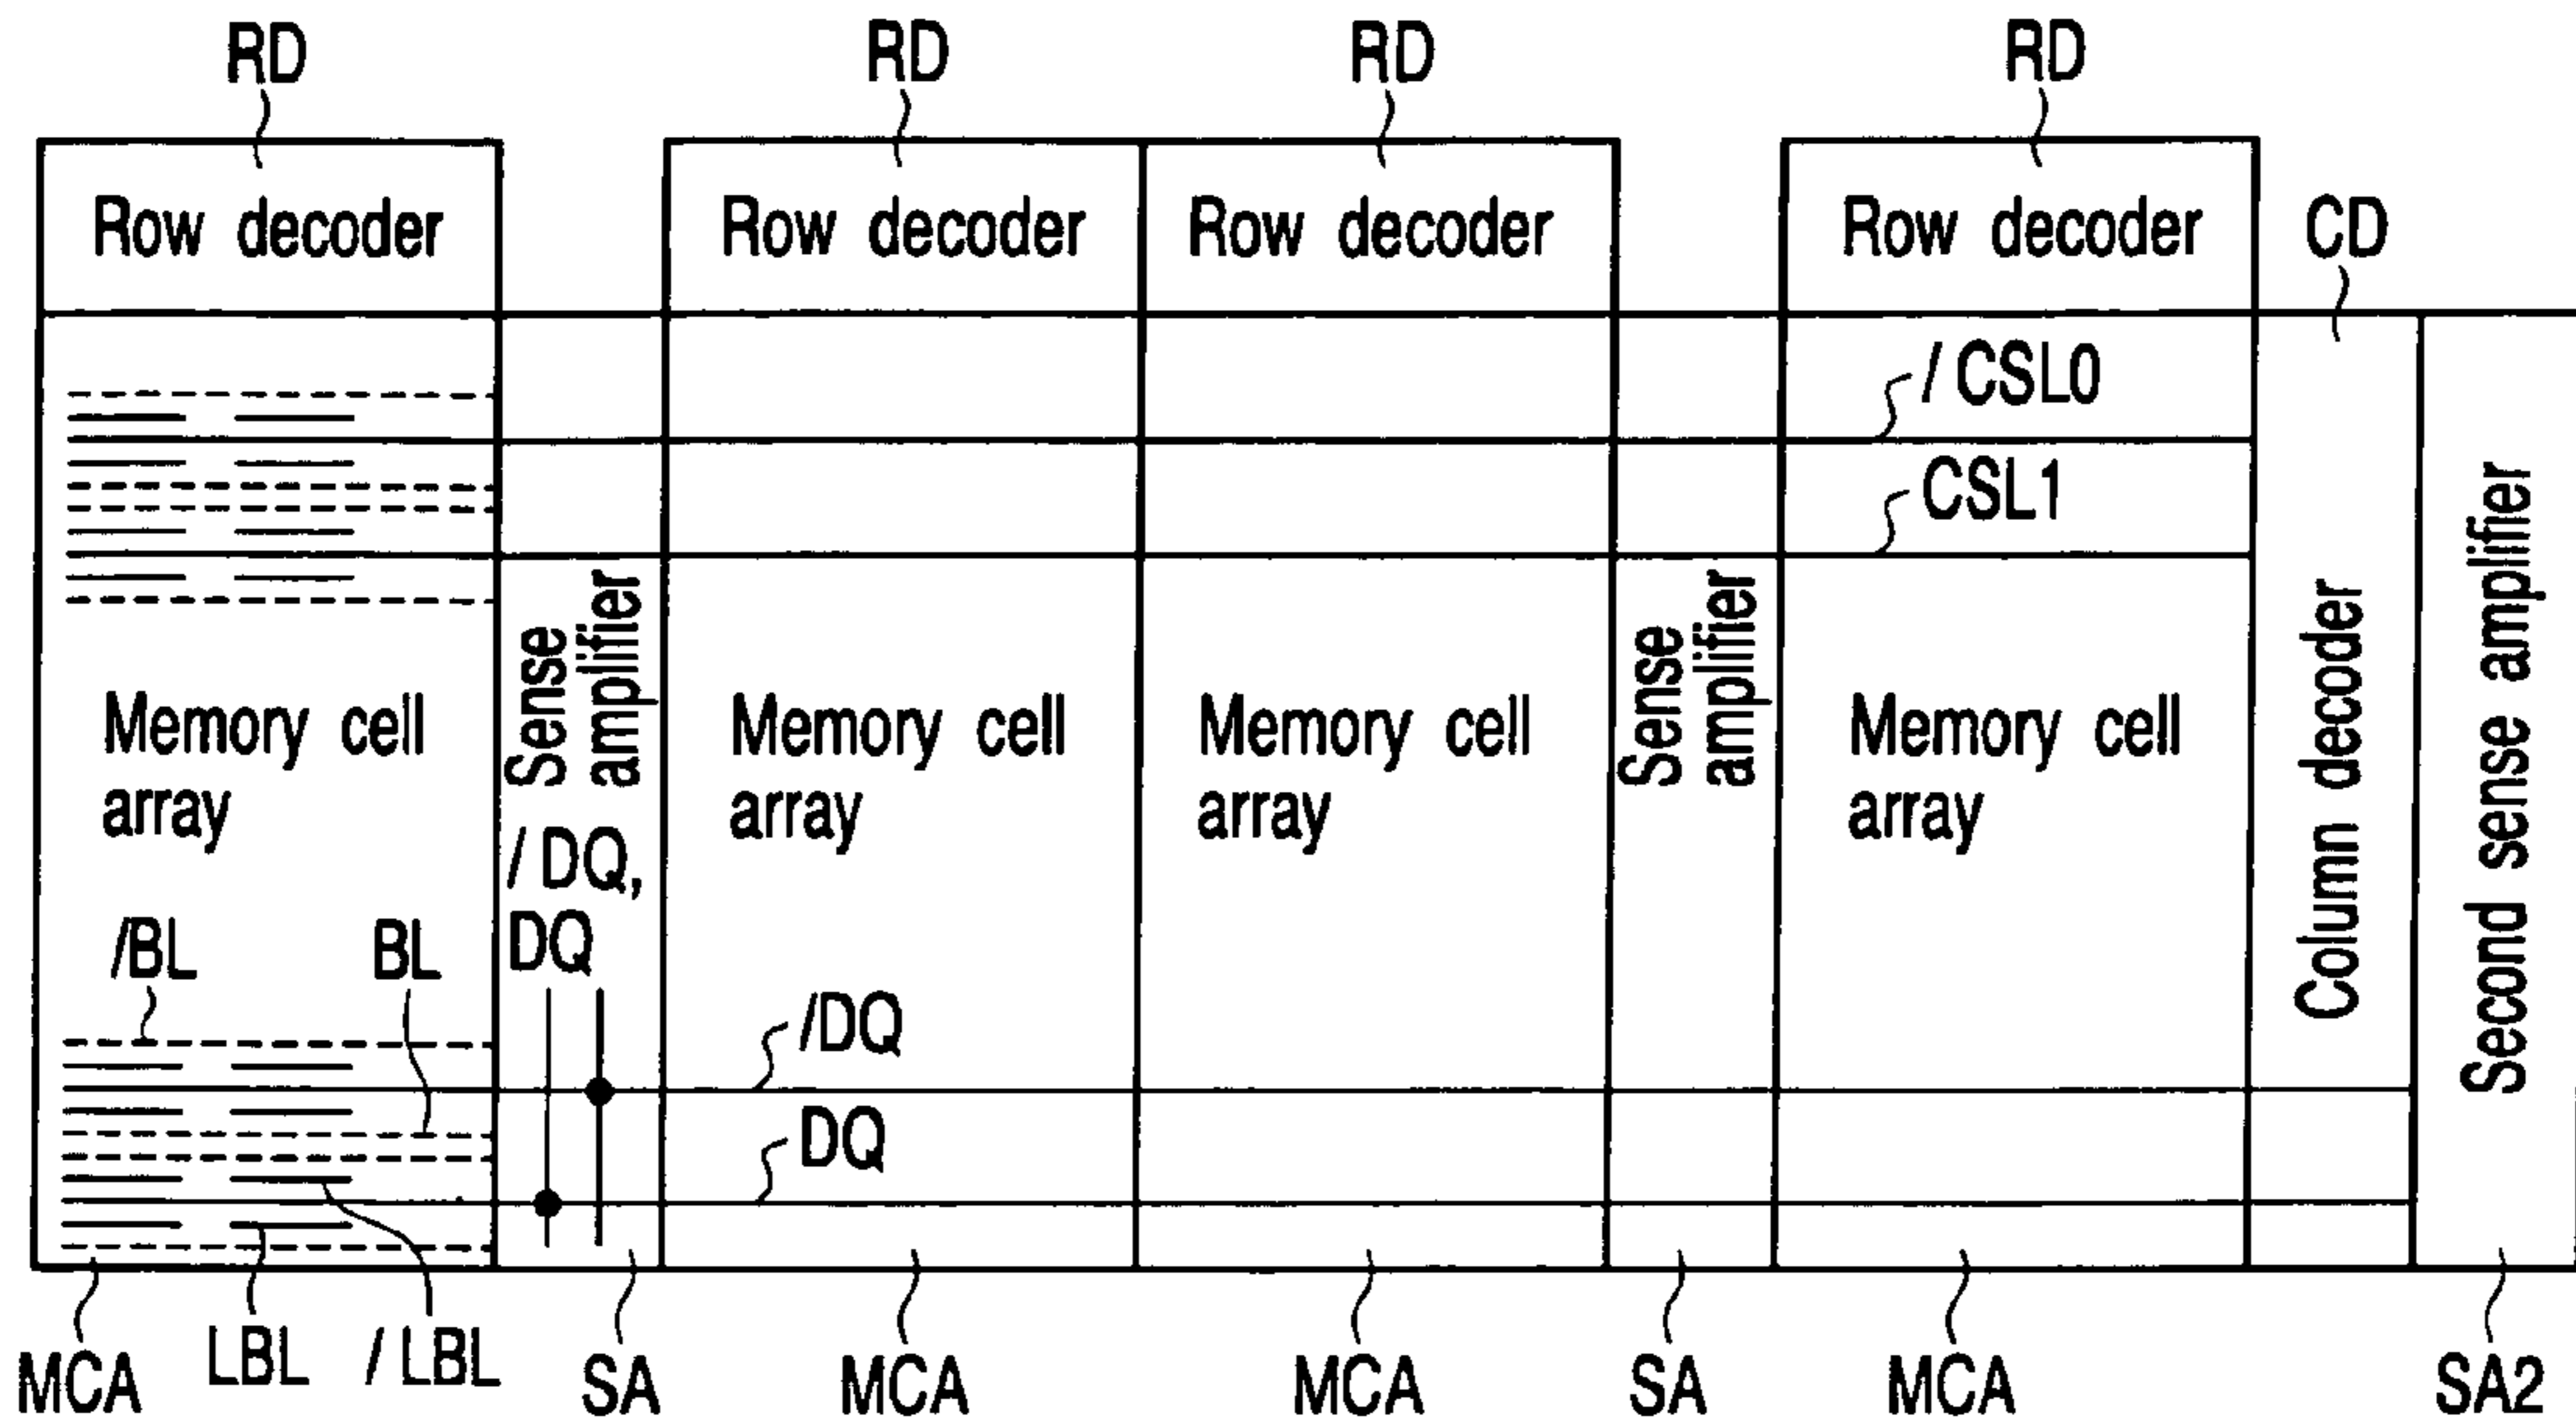 RD
RD
RD
RD
Row decoder
Row decoder
Row decoder
Row decoder
CD
/ CSL0
CSL1
Memory cell
array
Sense
amplifier
Memory cell
array
Memory cell
array
Sense
amplifier
Memory cell
array
Column decoder
Second sense amplifier
/ DQ,
DQ
/BL
BL
/DQ
DQ
MCA
LBL
/ LBL
SA
MCA
MCA
SA
MCA
SA2